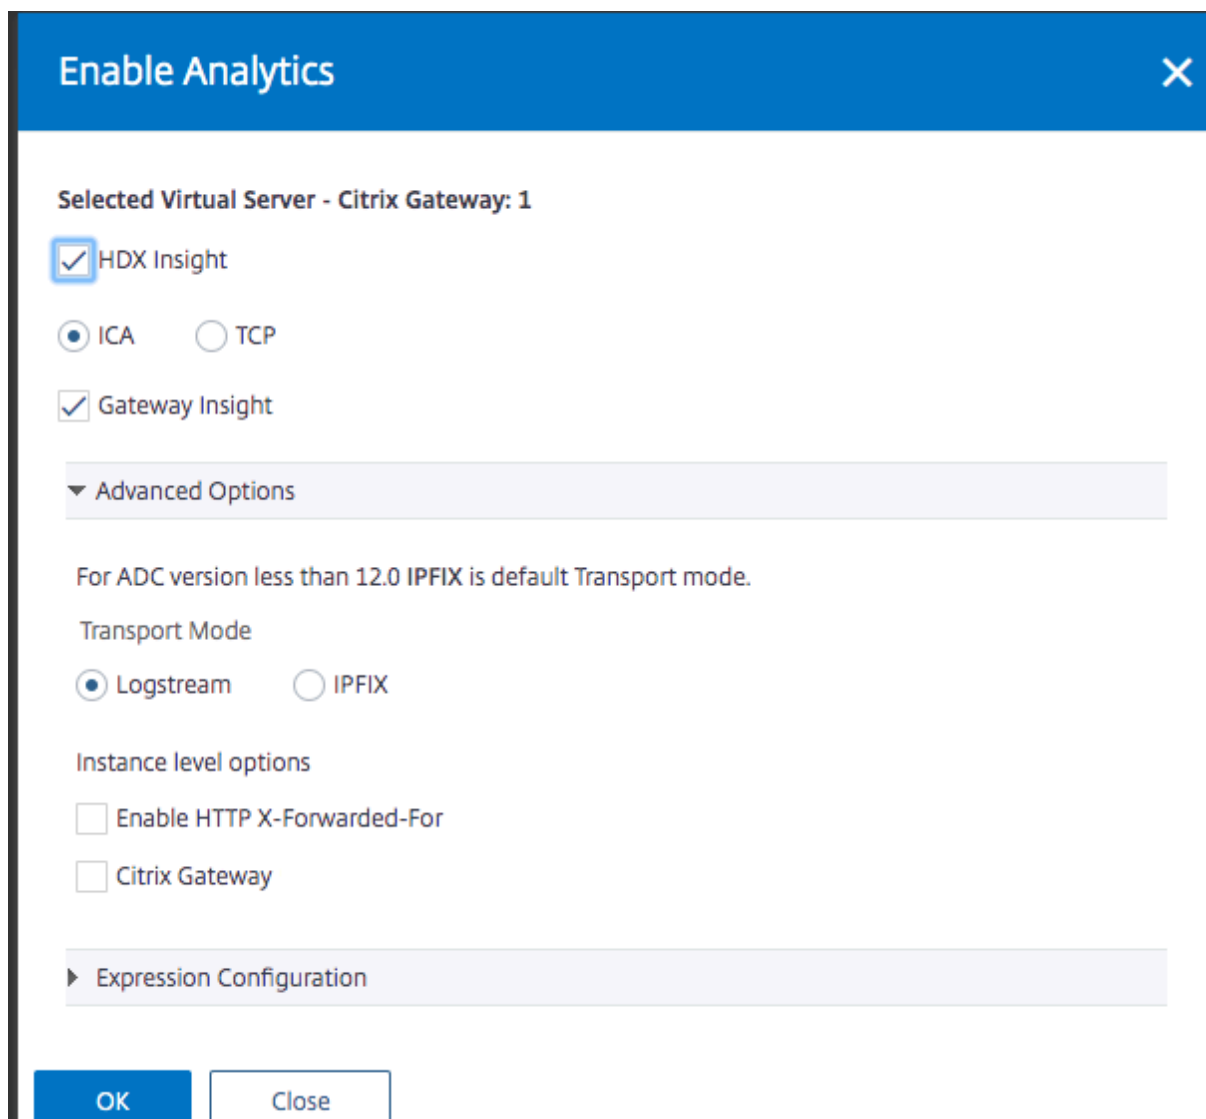 Enable Analytics
Selected Virtual Server - Citrix Gateway: 1
HDX Insight
ICA TCP
Gateway Insight
Advanced Options
For ADC version less than 12.0 IPFIX is default Transport mode.
Transport Mode
Logstream IPFIX
Instance level options
Enable HTTP X-Forwarded-For
Citrix Gateway
Expression Configuration
OK Close